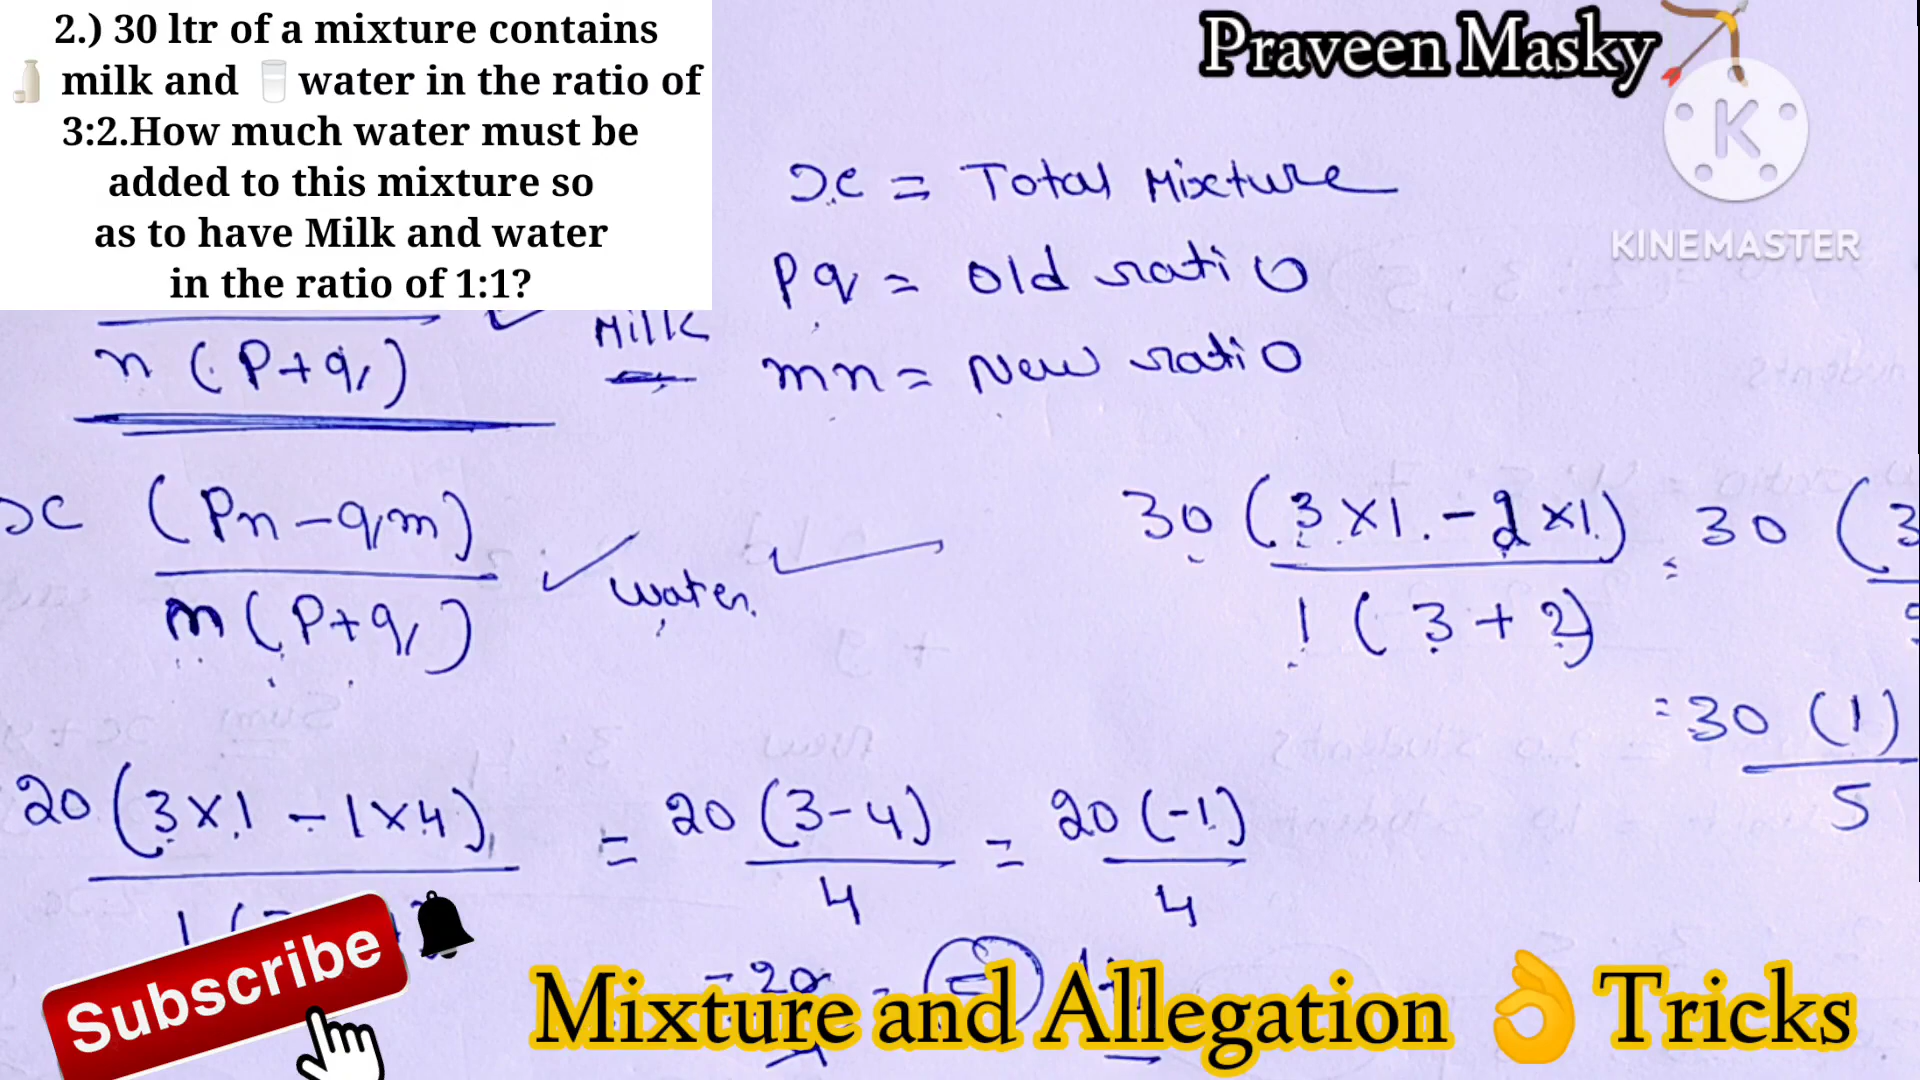 2.) 30 ltr of a mixture contains
milk and water in the ratio of
3:2.How much water must be
added to this mixture so
as to have Milk and water
in the ratio of 1:1?
Praveen Masky
K
KINEMASTER
x = Total Mixture
Pq = old ratio
mn = New ratio
n (P+q)
Milk
x (Pn - qm)
m (P+q)
water.
30 (3×1 - 2×1) = 30 (3
1 (3+2)
= 30 (1)
5
20 (3×1 - 1×4) = 20 (3-4) = 20 (-1)
4
4
Subscribe
Mixture and Allegation Tricks